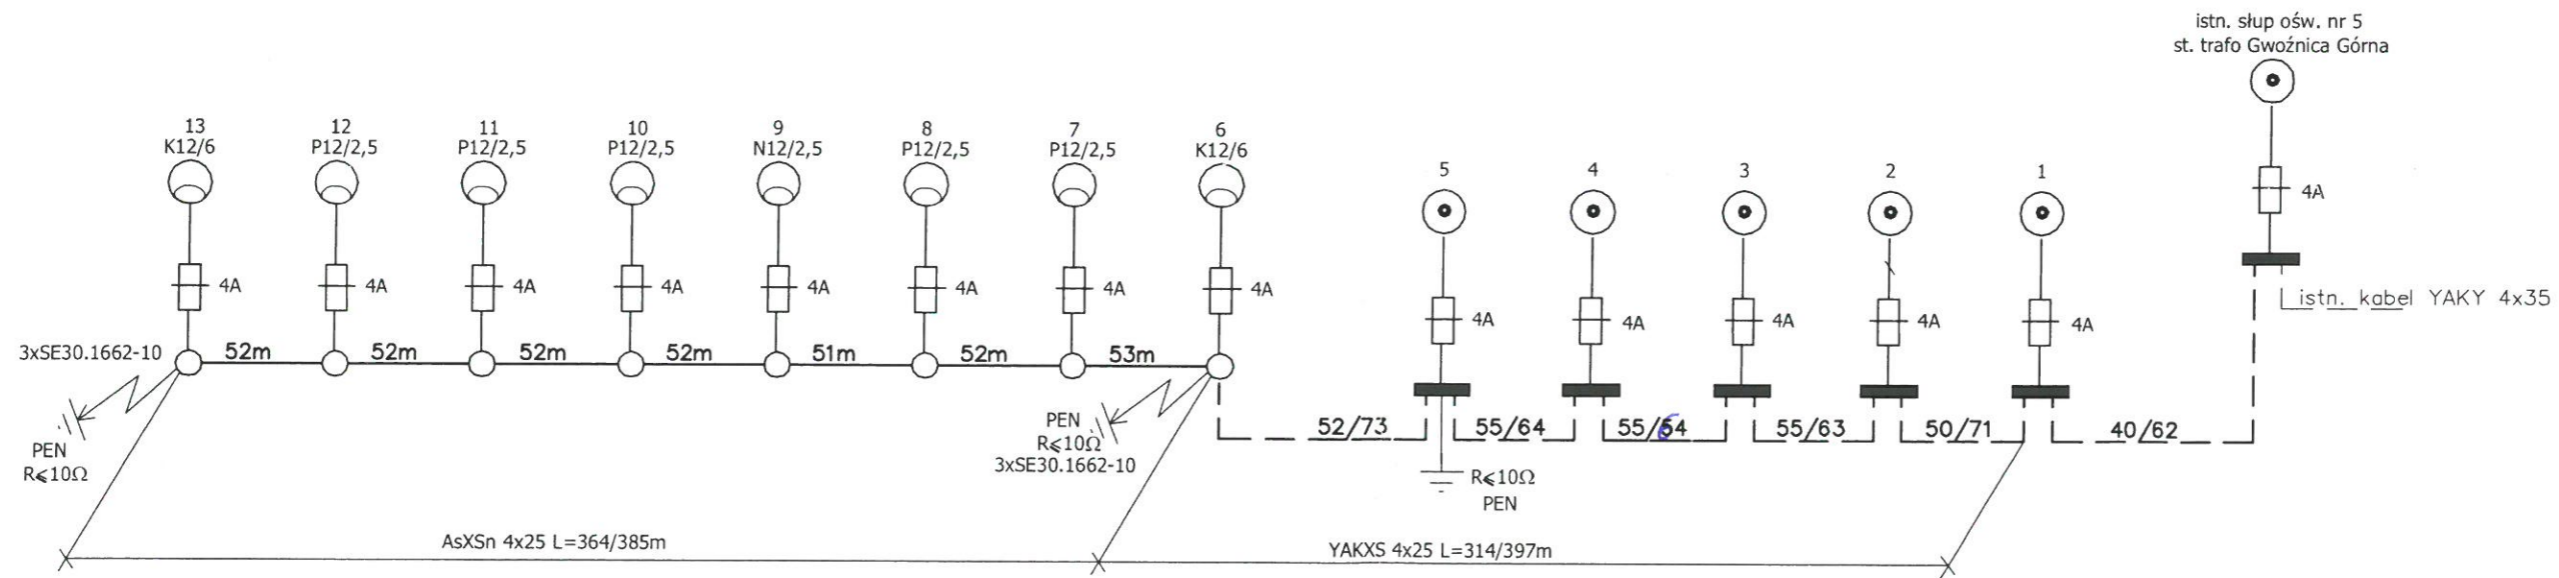 istn. słup ośw. nr 5
st. trafo Gwoźnica Górna
4A
istn. kabel YAKY 4x35
13
K12/6
12
P12/2,5
11
P12/2,5
10
P12/2,5
9
N12/2,5
8
P12/2,5
7
P12/2,5
6
K12/6
5
4
3
2
1
4A
4A
4A
4A
4A
4A
4A
4A
4A
4A
4A
4A
4A
3xSE30.1662-10
52m
52m
52m
52m
51m
52m
53m
PEN
R⩽10Ω
PEN
R⩽10Ω
3xSE30.1662-10
52/73
55/64
55/64
55/63
50/71
40/62
R⩽10Ω
PEN
AsXSn 4x25 L=364/385m
YAKXS 4x25 L=314/397m